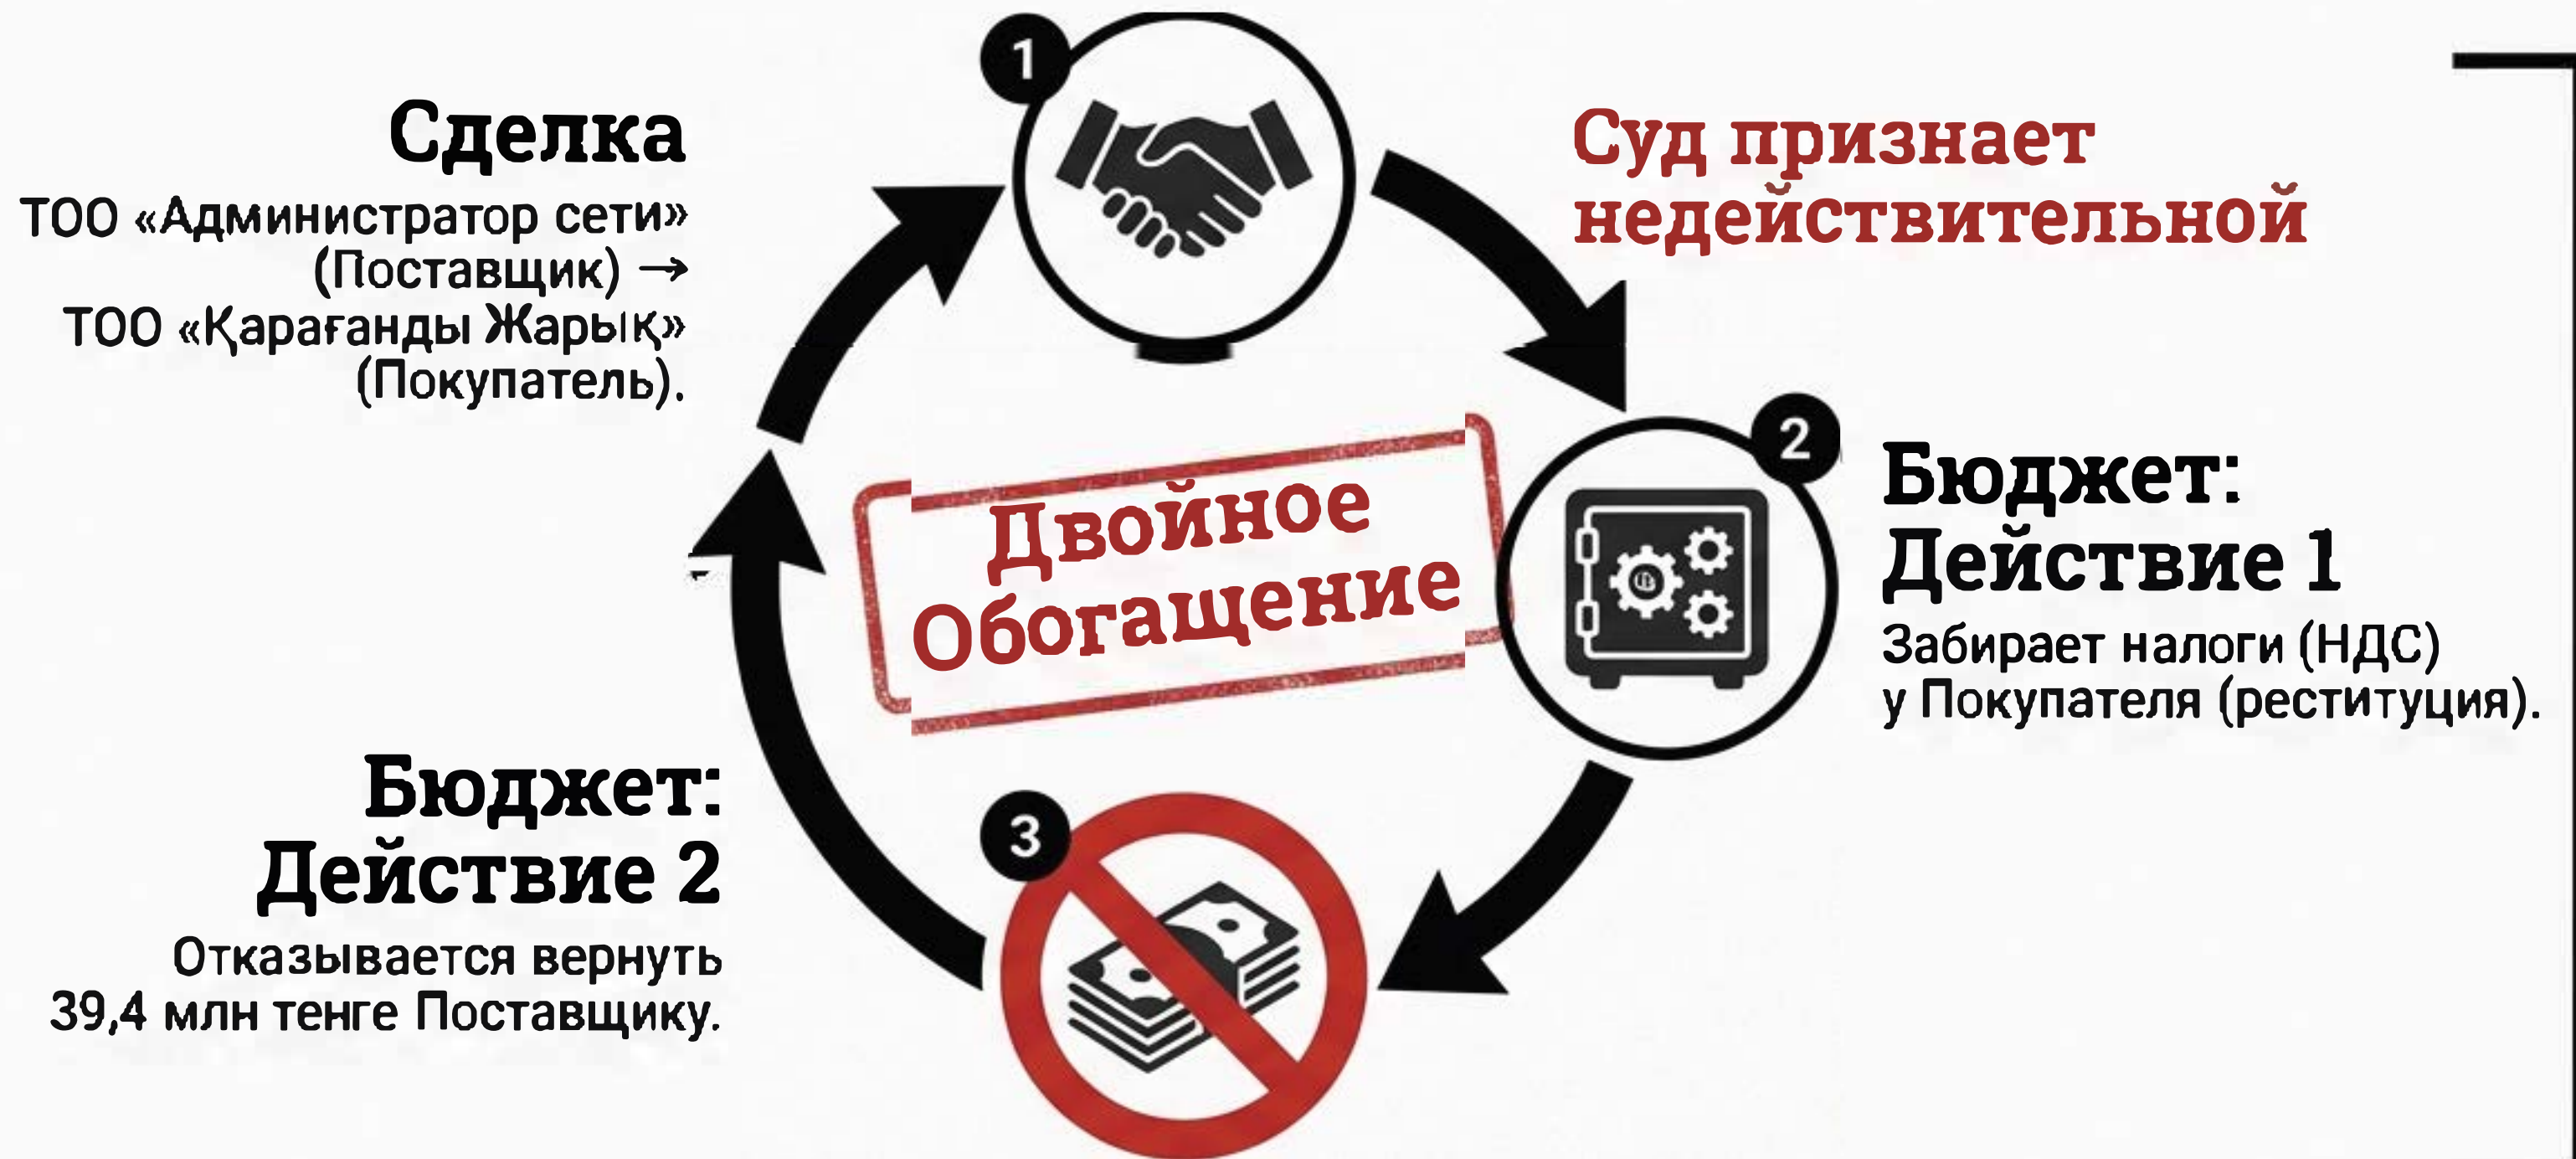 1
Сделка
ТОО «Администратор сети»
(Поставщик) →
ТОО «Қарағанды Жарық»
(Покупатель).
Суд признает
недействительной
2
Бюджет:
Действие 1
Забирает налоги (НДС)
у Покупателя (реституция).
Двойное
Обогащение
3
Бюджет:
Действие 2
Отказывается вернуть
39,4 млн тенге Поставщику.